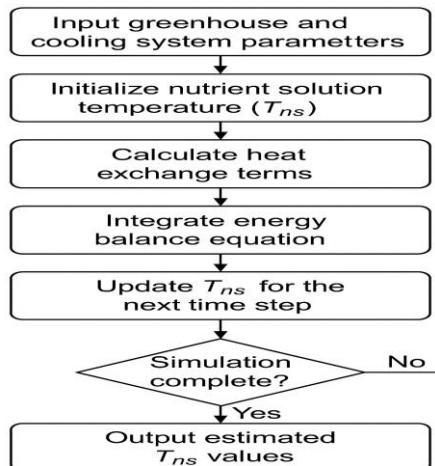 Input greenhouse and
cooling system parametters
Initialize nutrient solution
temperature (Tns)
Calculate heat
exchange terms
Integrate energy
balance equation
Update Tns for the
next time step
Simulation
complete?
No
Yes
Output estimated
Tns values